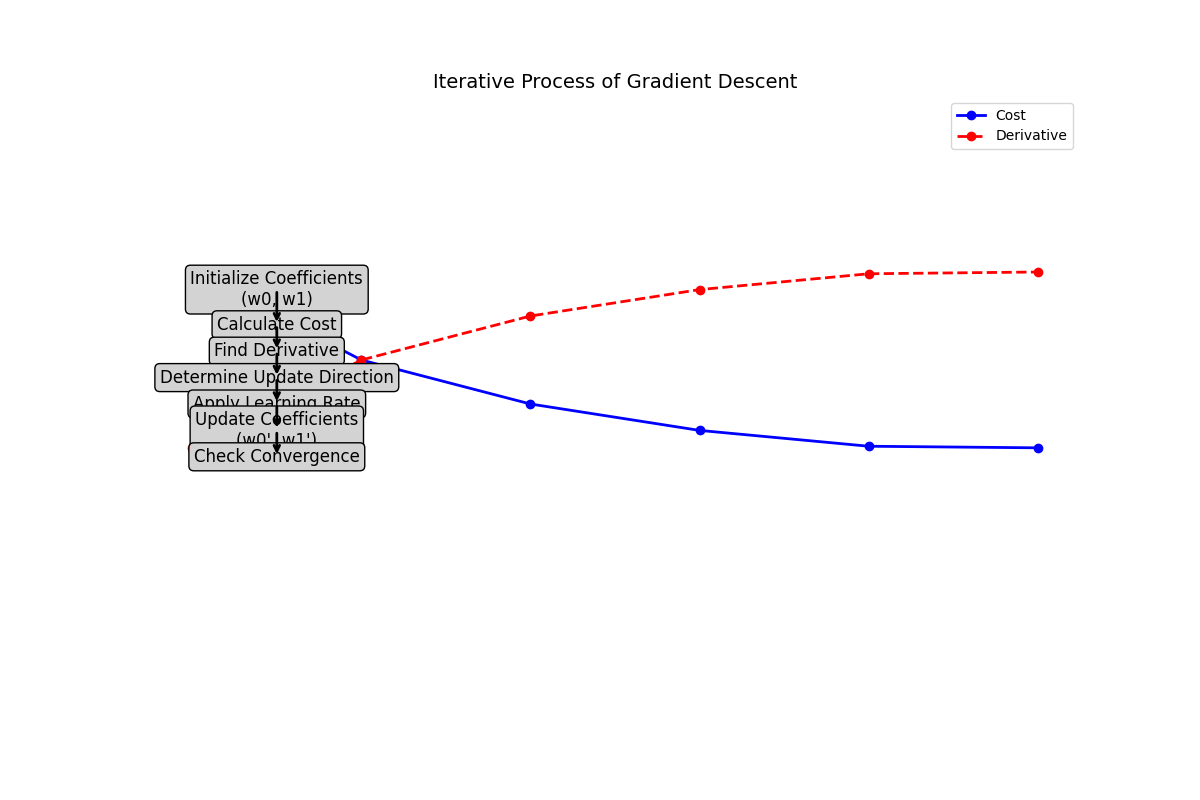 Iterative Process of Gradient Descent
Cost
Derivative
Initialize Coefficients
(w0, w1)
Calculate Cost
Find Derivative
Determine Update Direction
Apply Learning Rate
Update Coefficients
(w0', w1')
Check Convergence